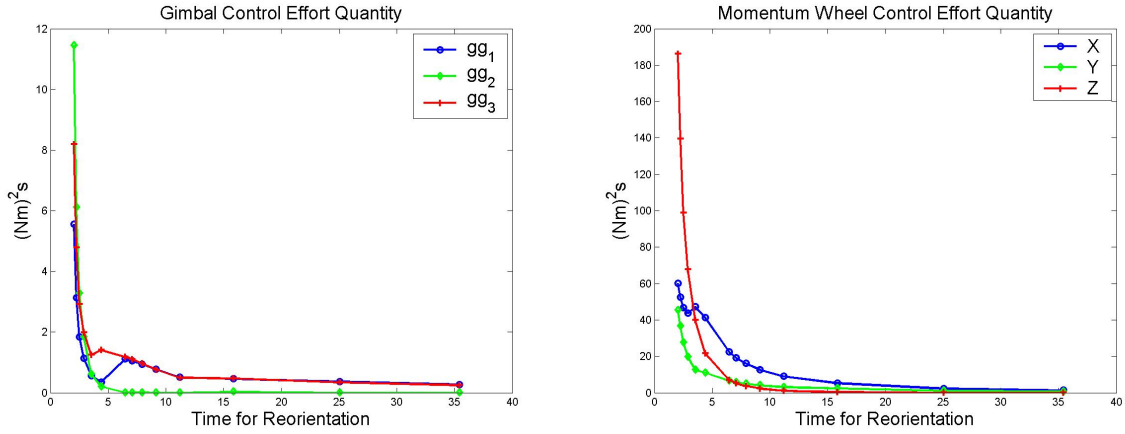 Gimbal Control Effort Quantity
12
10
8
6
4
2
0
(Nm)²s
gg₁
gg₂
gg₃
0 5 10 15 20 25 30 35 40
Time for Reorientation
Momentum Wheel Control Effort Quantity
200
180
160
140
120
100
80
60
40
20
0
(Nm)²s
X
Y
Z
0 5 10 15 20 25 30 35 40
Time for Reorientation